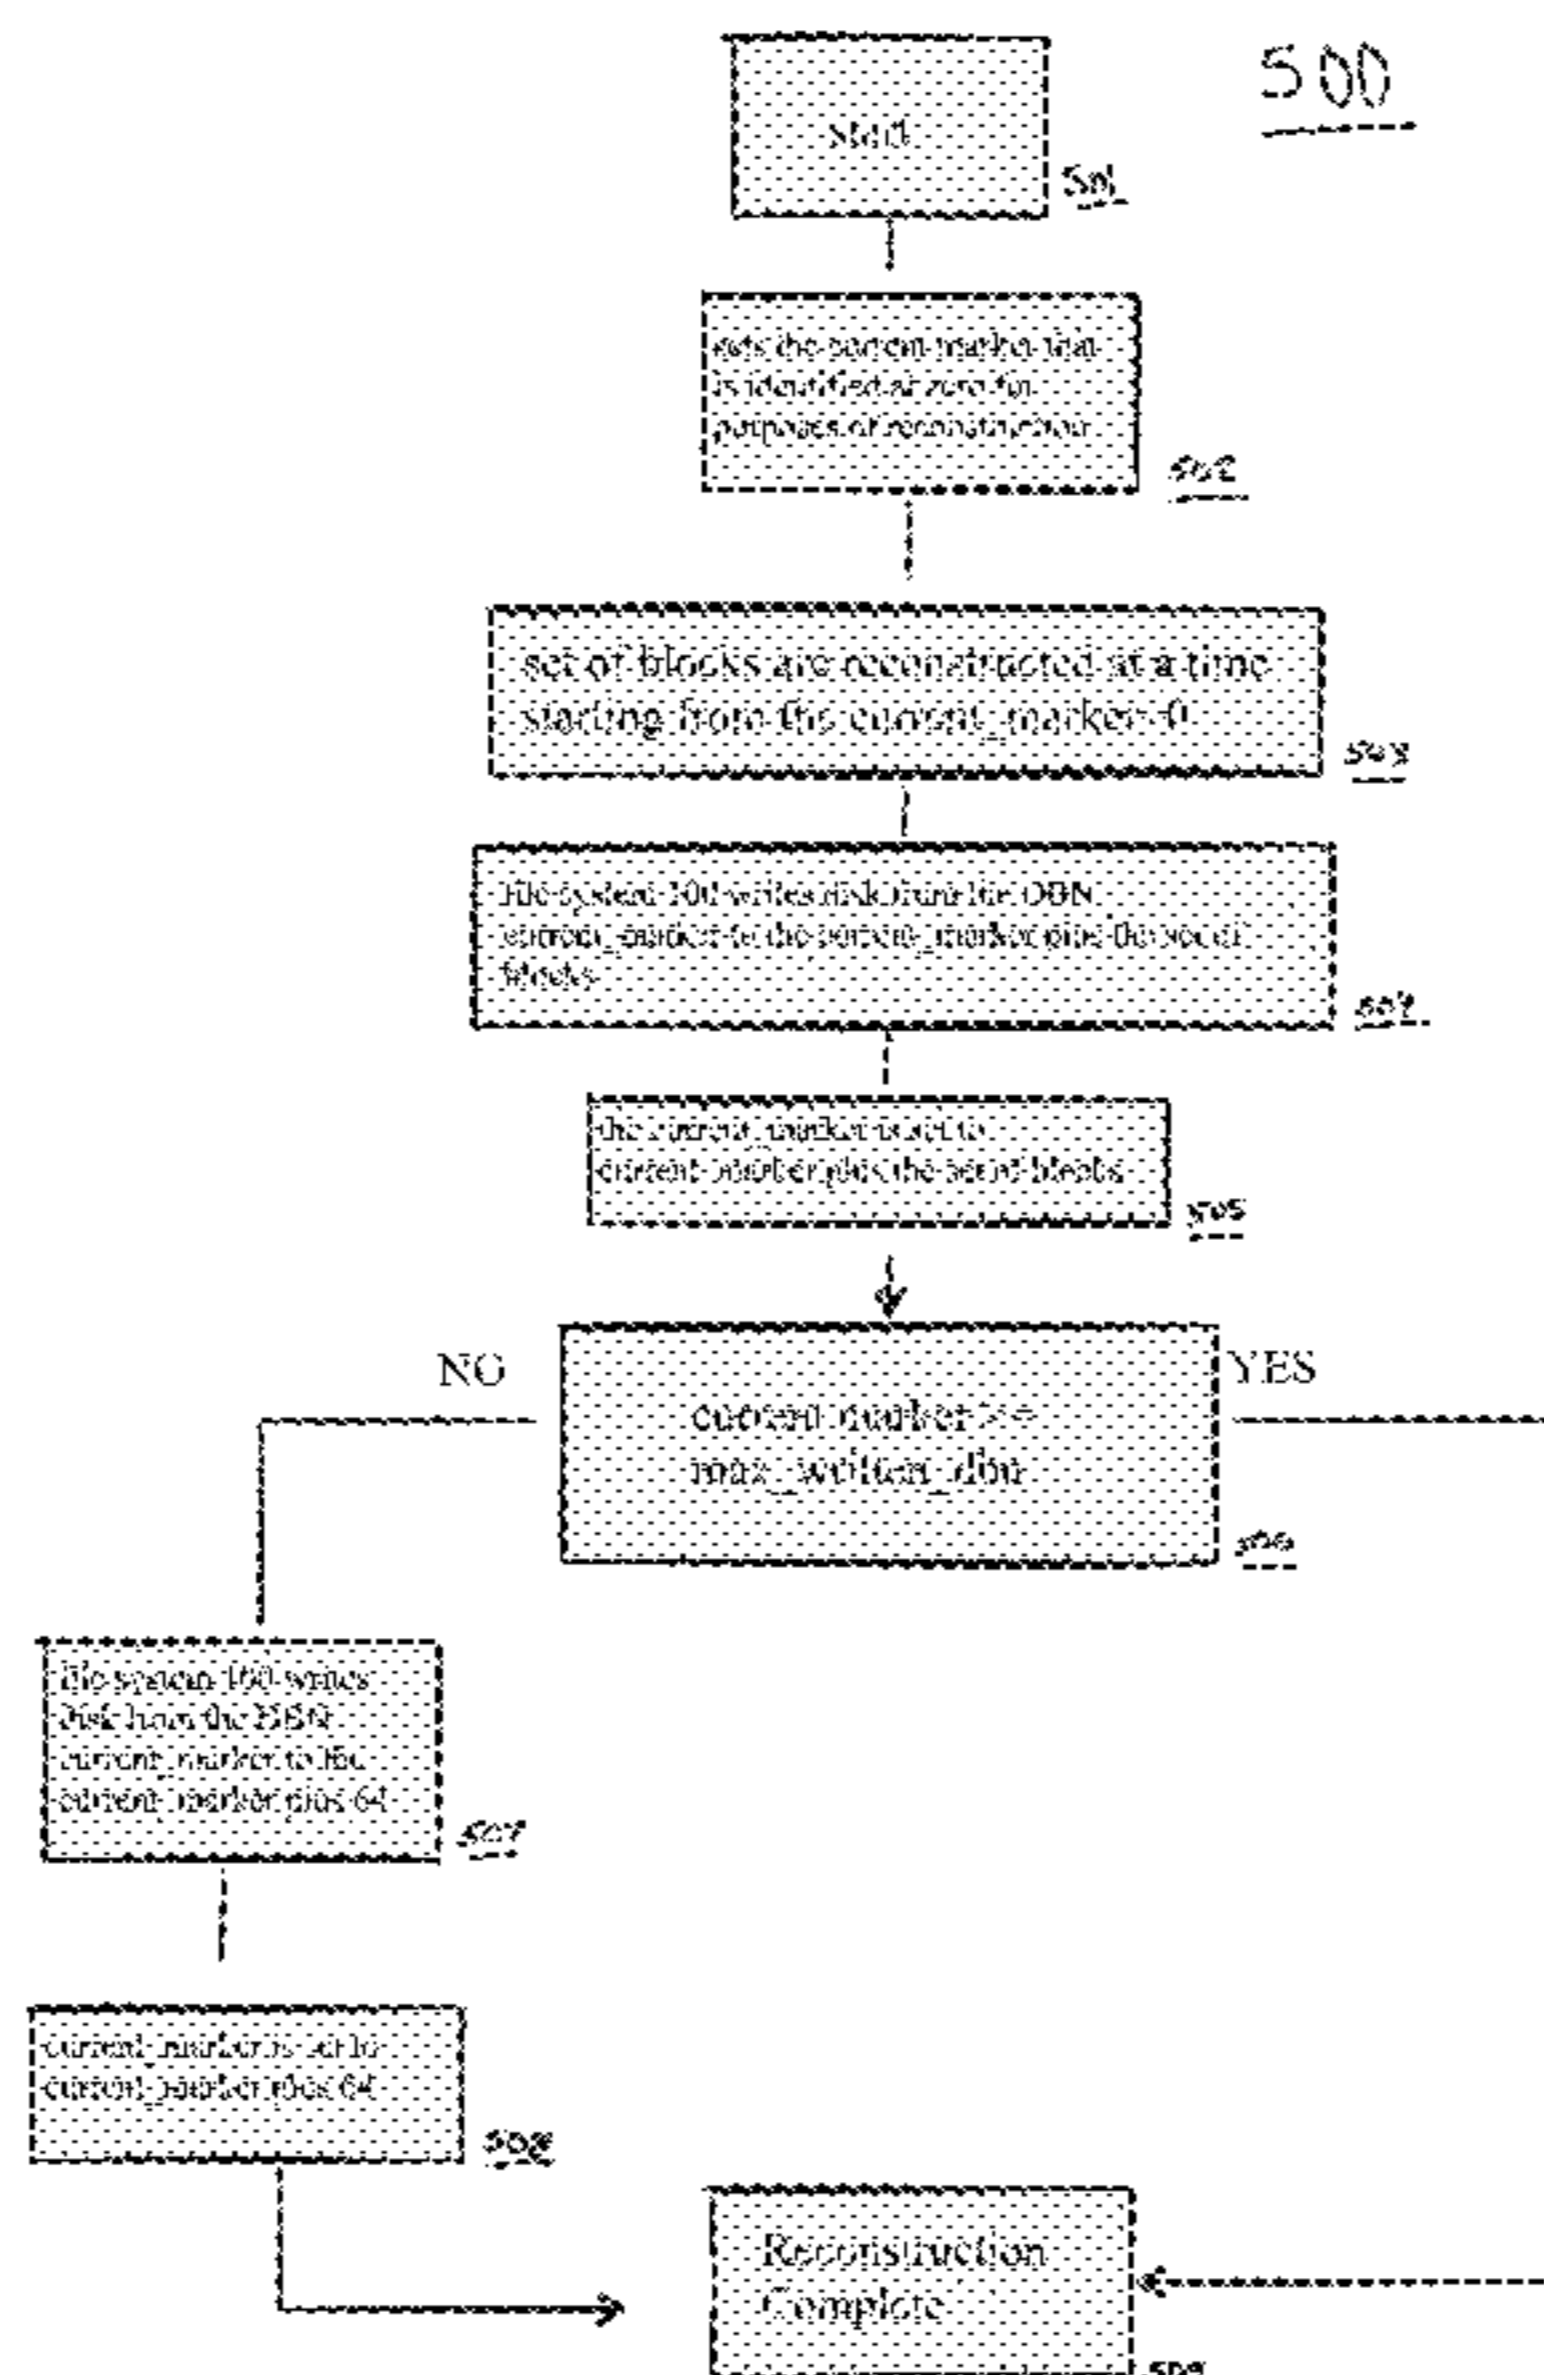 500
start
501
sets the current marker that
is identified at zero for
purposes of reconstruction
502
set of blocks are reconstructed at a time
starting from the current_marker=0
503
file system 100 writes disk from the DBN
current_marker to the current_marker plus the set of
blocks
504
the current_marker is set to
current marker plus the set of blocks
505
NO
YES
current marker >=
max_written_dbn
506
file system 100 writes
disk from the DBN
current_marker to the
current_marker plus 64
507
current_marker is set to
current_marker plus 64
508
Reconstruction
Complete
509